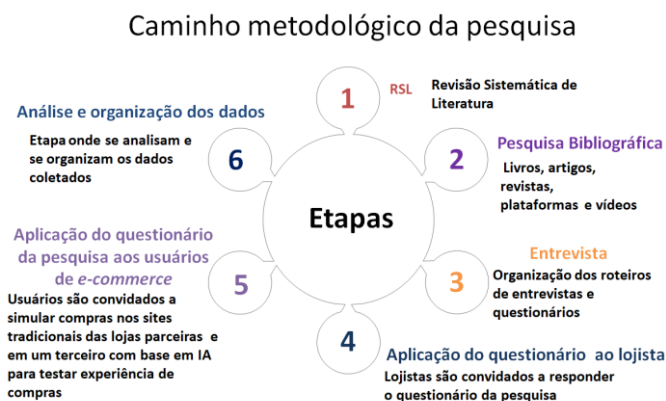 Caminho metodológico da pesquisa
1
RSL
Revisão Sistemática de
Literatura
2
Pesquisa Bibliográfica
Livros, artigos,
revistas,
plataformas e vídeos
Etapas
3
Entrevista
Organização dos roteiros
de entrevistas e
questionários
4
Aplicação do questionário ao lojista
Lojistas são convidados a responder
o questionário da pesquisa
5
Aplicação do questionário
da pesquisa aos usuários
de e-commerce
Usuários são convidados a
simular compras nos sites
tradicionais das lojas parceiras e
em um terceiro com base em IA
para testar experiência de
compras
6
Análise e organização dos dados
Etapa onde se analisam e
se organizam os dados
coletados